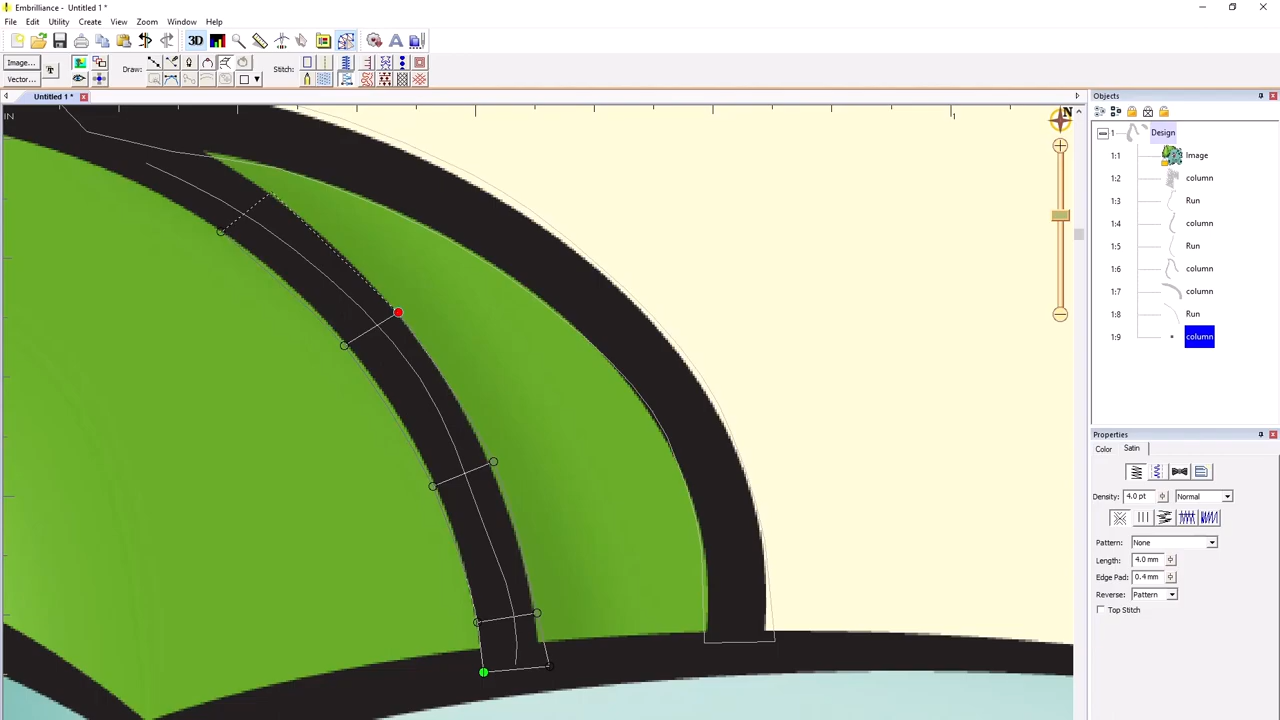 Embrilliance - Untitled 1 *
File Edit Utility Create View Zoom Window Help
3D
Image... Draw: Stitch:
Vector...
Untitled 1 *
Objects
IN
1
N
1 Design
1:1 Image
1:2 column
1:3 Run
1:4 column
1:5 Run
1:6 column
1:7 column
1:8 Run
1:9 column
Properties
Color Satin
Density: 4.0 pt Normal
Pattern: None
Length: 4.0 mm
Edge Pad: 0.4 mm
Reverse: Pattern
Top Stitch